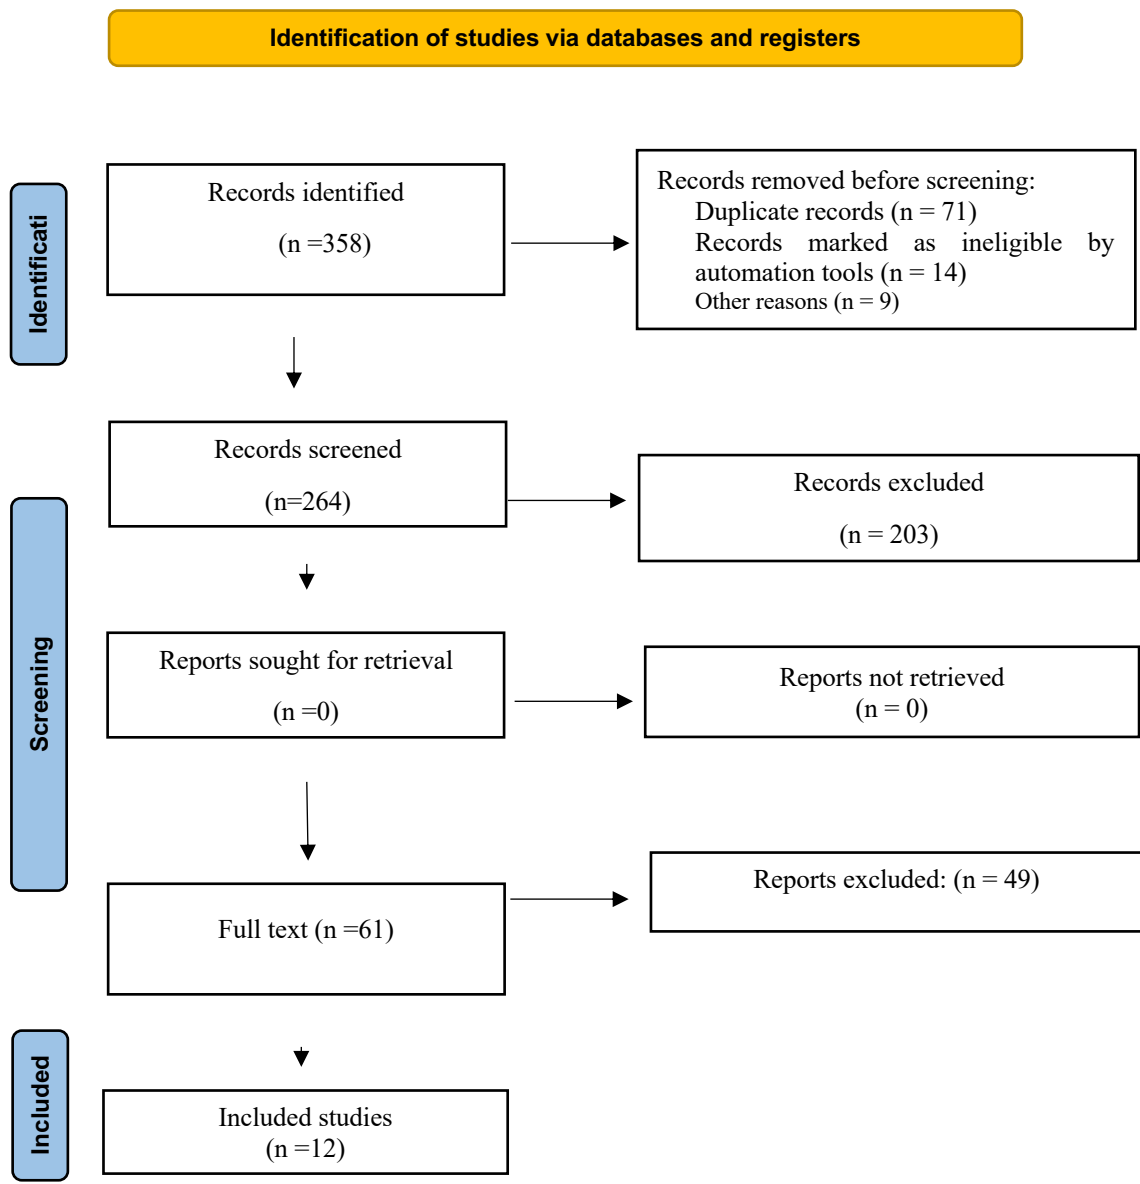 Identification of studies via databases and registers
Identificati
Records identified
(n =358)
Records removed before screening:
Duplicate records (n = 71)
Records marked as ineligible by
automation tools (n = 14)
Other reasons (n = 9)
Screening
Records screened
(n=264)
Records excluded
(n = 203)
Reports sought for retrieval
(n =0)
Reports not retrieved
(n = 0)
Full text (n =61)
Reports excluded: (n = 49)
Included
Included studies
(n =12)